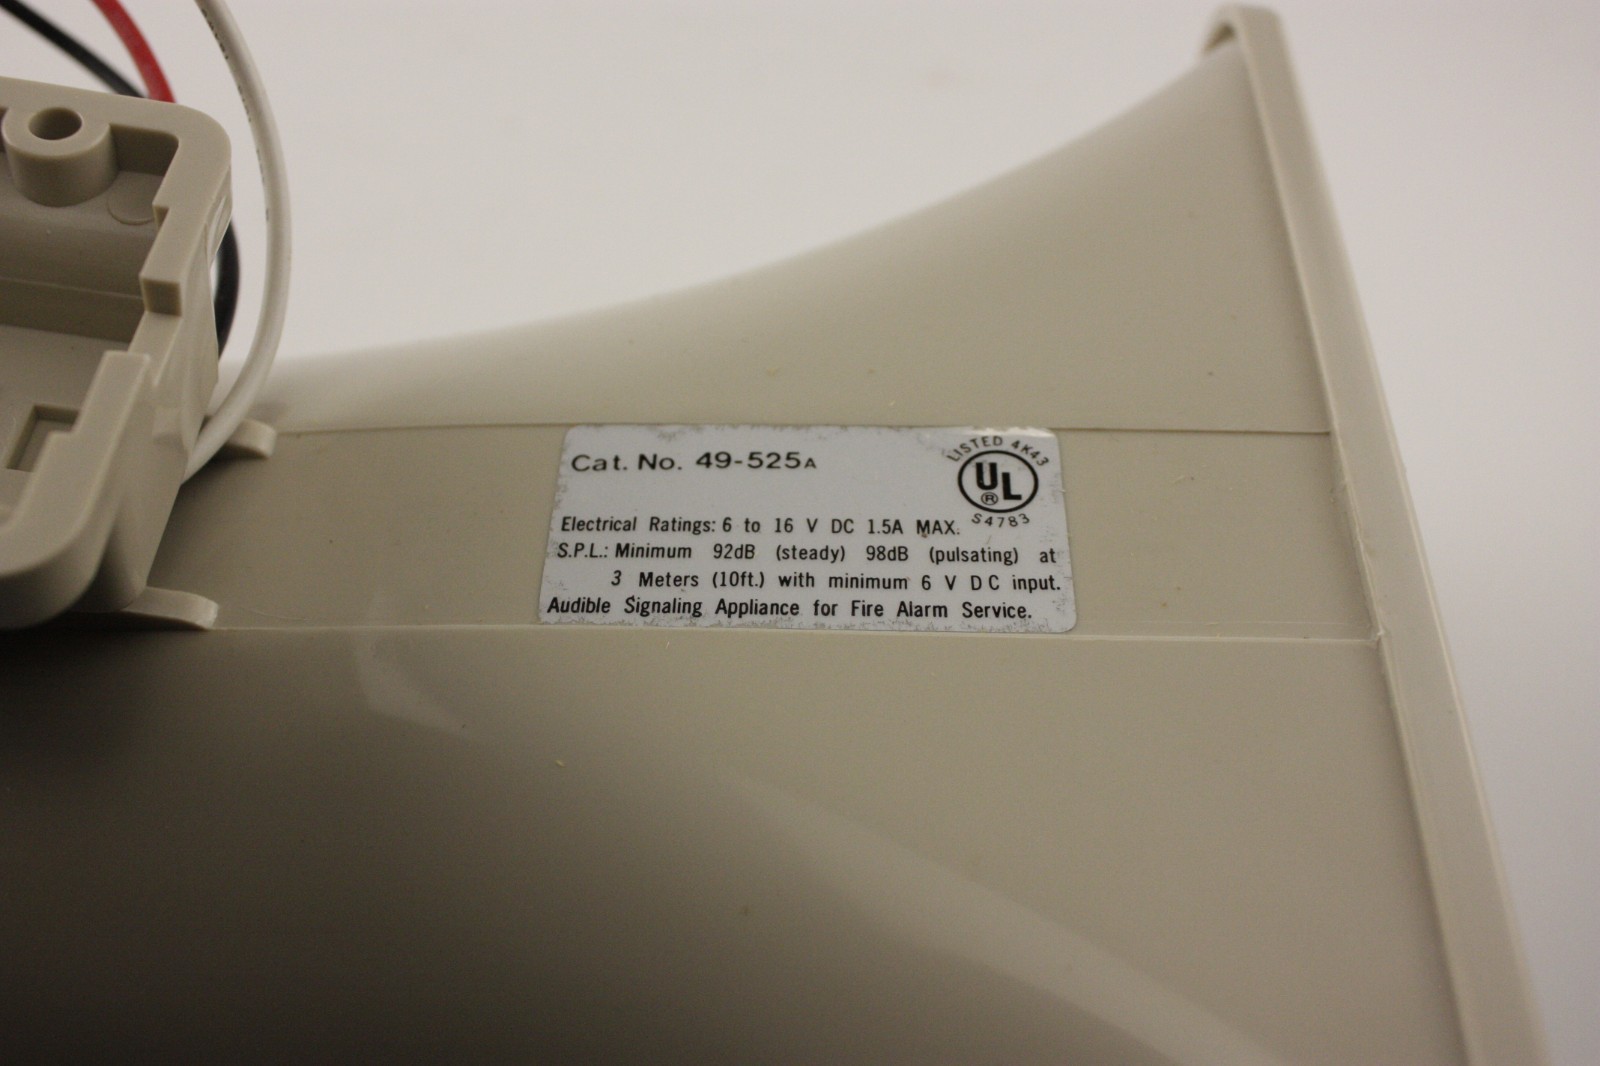 Cat. No. 49-525A
LISTED 4K43
UL
®
S4783
Electrical Ratings: 6 to 16 V DC 1.5A MAX.
S.P.L.: Minimum 92dB (steady) 98dB (pulsating) at
3 Meters (10ft.) with minimum 6 V DC input.
Audible Signaling Appliance for Fire Alarm Service.